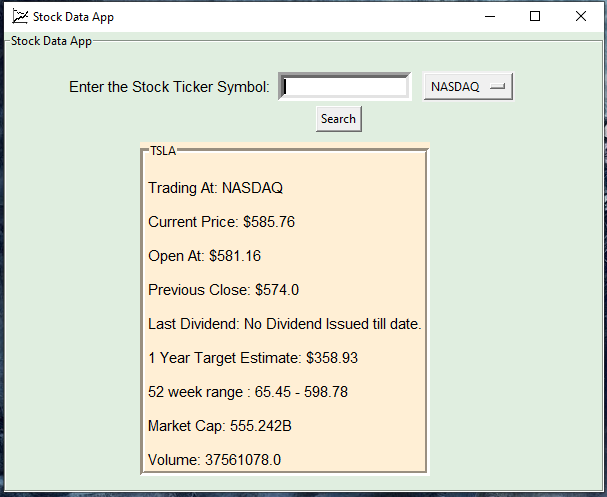 Stock Data App
Stock Data App
Enter the Stock Ticker Symbol: NASDAQ
Search
TSLA
Trading At: NASDAQ
Current Price: $585.76
Open At: $581.16
Previous Close: $574.0
Last Dividend: No Dividend Issued till date.
1 Year Target Estimate: $358.93
52 week range : 65.45 - 598.78
Market Cap: 555.242B
Volume: 37561078.0